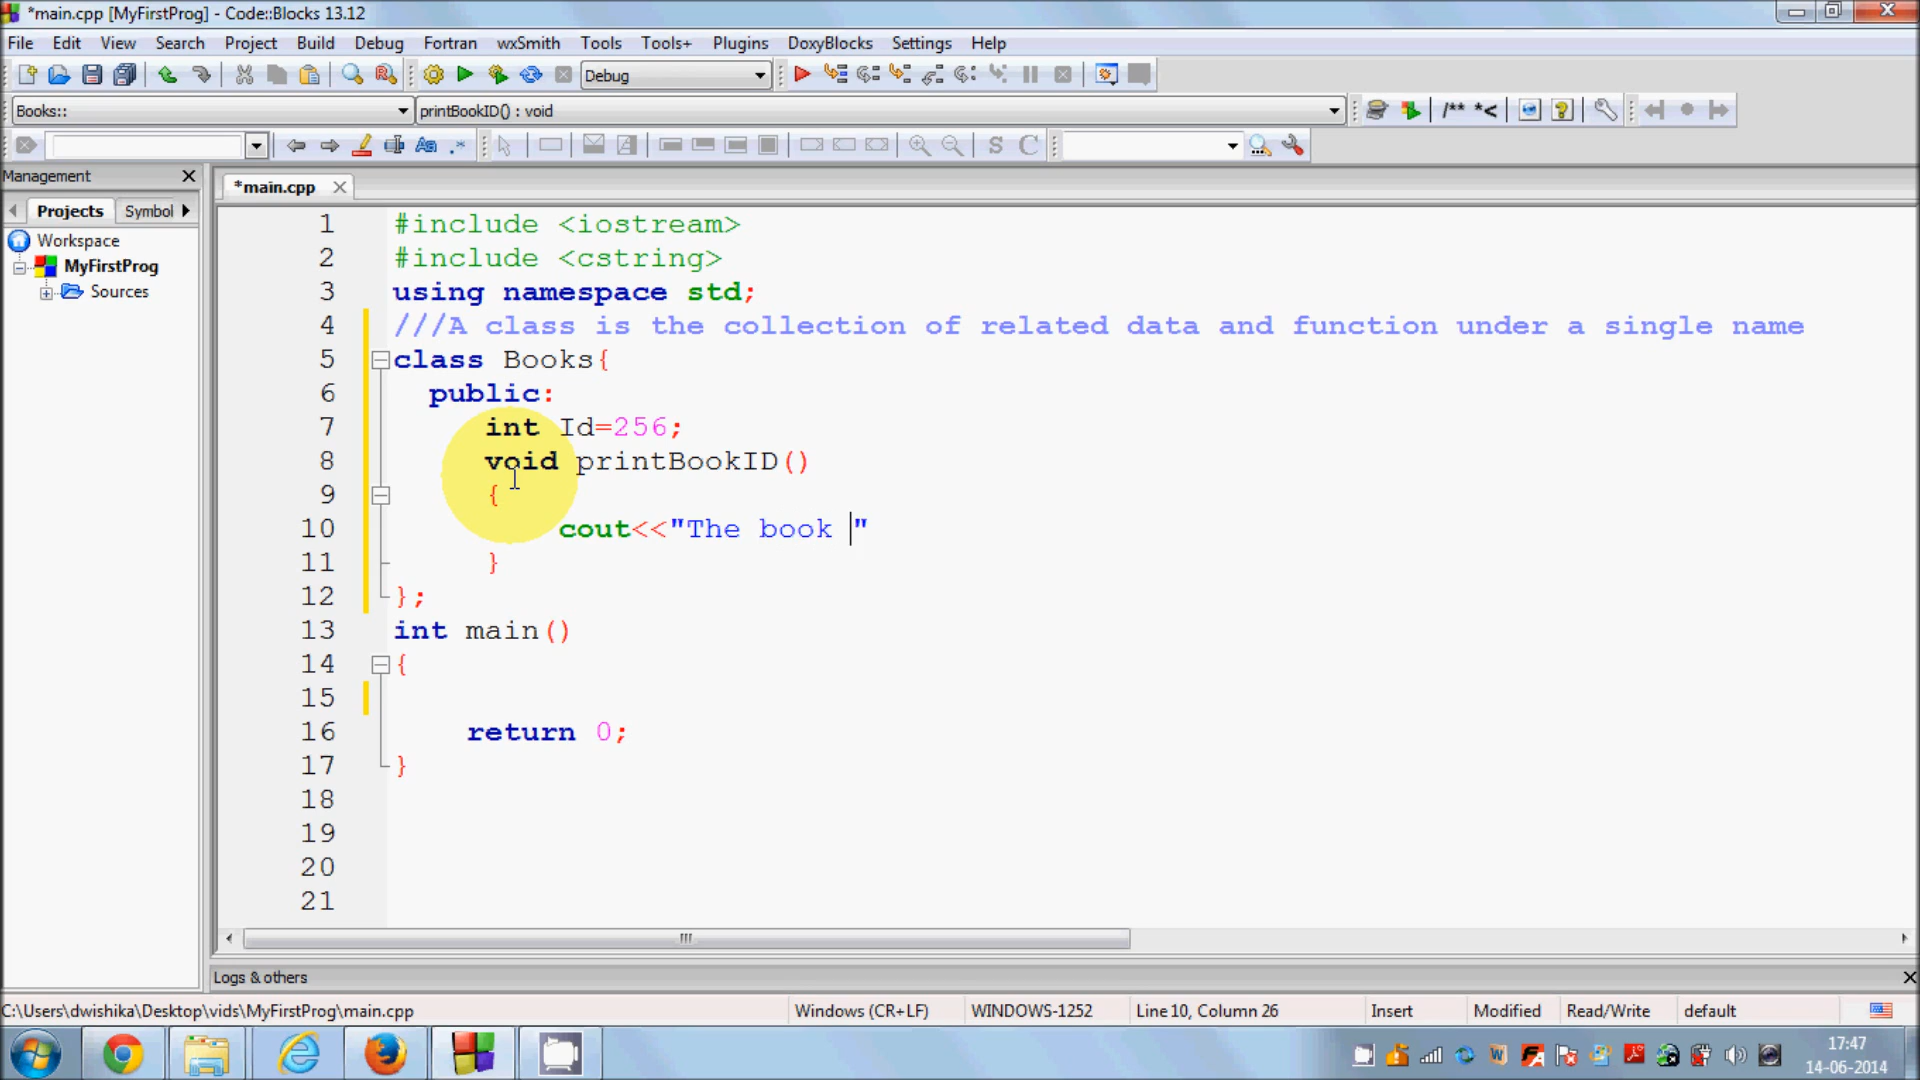 *main.cpp [MyFirstProg] - Code::Blocks 13.12
File Edit View Search Project Build Debug Fortran wxSmith Tools Tools+ Plugins DoxyBlocks Settings Help
Debug
Books:: printBookID() : void
/** *<
S C
Management
*main.cpp
Projects Symbol
Workspace
MyFirstProg
Sources
1 #include <iostream>
2 #include <cstring>
3 using namespace std;
4 ///A class is the collection of related data and function under a single name
5 class Books{
6 public:
7 int Id=256;
8 void printBookID()
9 {
10 cout<<"The book "
11 }
12 };
13 int main()
14 {
15
16 return 0;
17 }
18
19
20
21
Logs & others
C:\Users\dwishika\Desktop\vids\MyFirstProg\main.cpp Windows (CR+LF) WINDOWS-1252 Line 10, Column 26 Insert Modified Read/Write default
17:47
14-06-2014